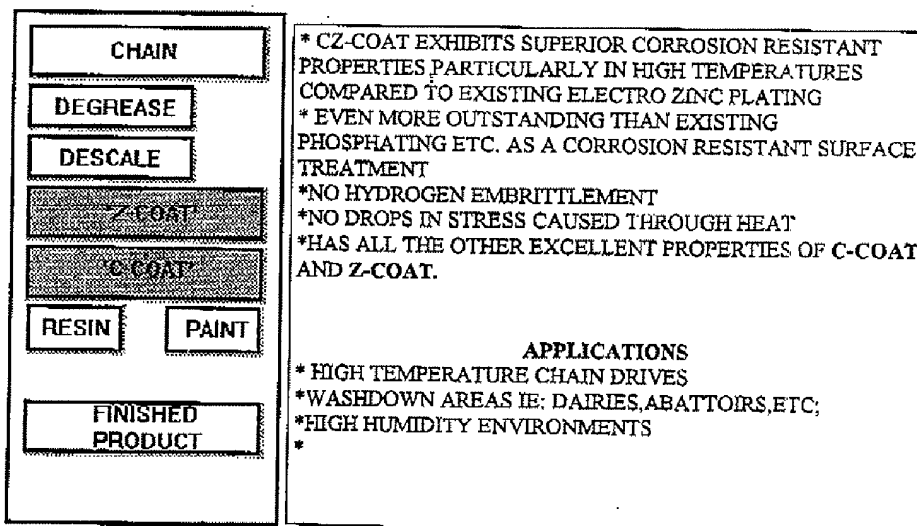 CHAIN
DEGREASE
DESCALE
'Z-COAT'
'C-COAT'
RESIN PAINT
FINISHED
PRODUCT
* CZ-COAT EXHIBITS SUPERIOR CORROSION RESISTANT
PROPERTIES PARTICULARLY IN HIGH TEMPERATURES
COMPARED TO EXISTING ELECTRO ZINC PLATING
* EVEN MORE OUTSTANDING THAN EXISTING
PHOSPHATING ETC. AS A CORROSION RESISTANT SURFACE
TREATMENT
*NO HYDROGEN EMBRITTLEMENT
*NO DROPS IN STRESS CAUSED THROUGH HEAT
*HAS ALL THE OTHER EXCELLENT PROPERTIES OF C-COAT
AND Z-COAT.
APPLICATIONS
* HIGH TEMPERATURE CHAIN DRIVES
*WASHDOWN AREAS IE: DAIRIES,ABATTOIRS,ETC;
*HIGH HUMIDITY ENVIRONMENTS
*